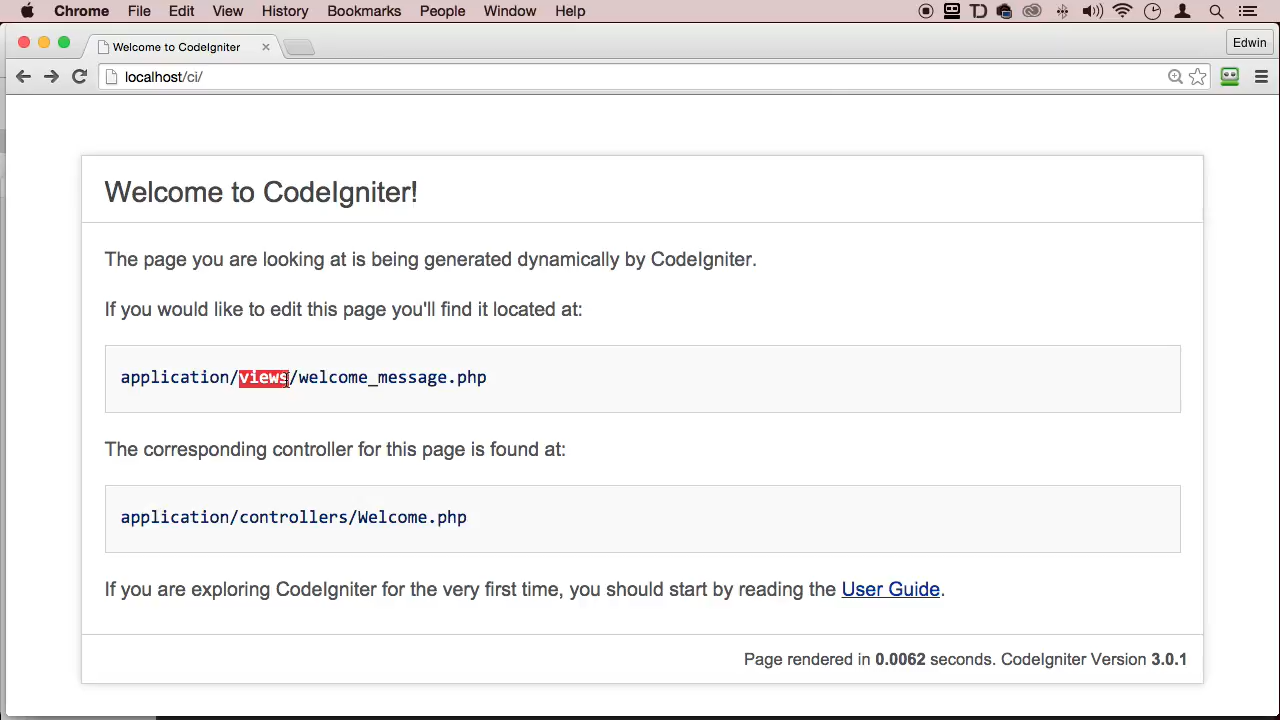 Chrome File Edit View History Bookmarks People Window Help
Welcome to CodeIgniter
Edwin
localhost/ci/
Welcome to CodeIgniter!
The page you are looking at is being generated dynamically by CodeIgniter.
If you would like to edit this page you'll find it located at:
application/views/welcome_message.php
The corresponding controller for this page is found at:
application/controllers/Welcome.php
If you are exploring CodeIgniter for the very first time, you should start by reading the User Guide.
Page rendered in 0.0062 seconds. CodeIgniter Version 3.0.1